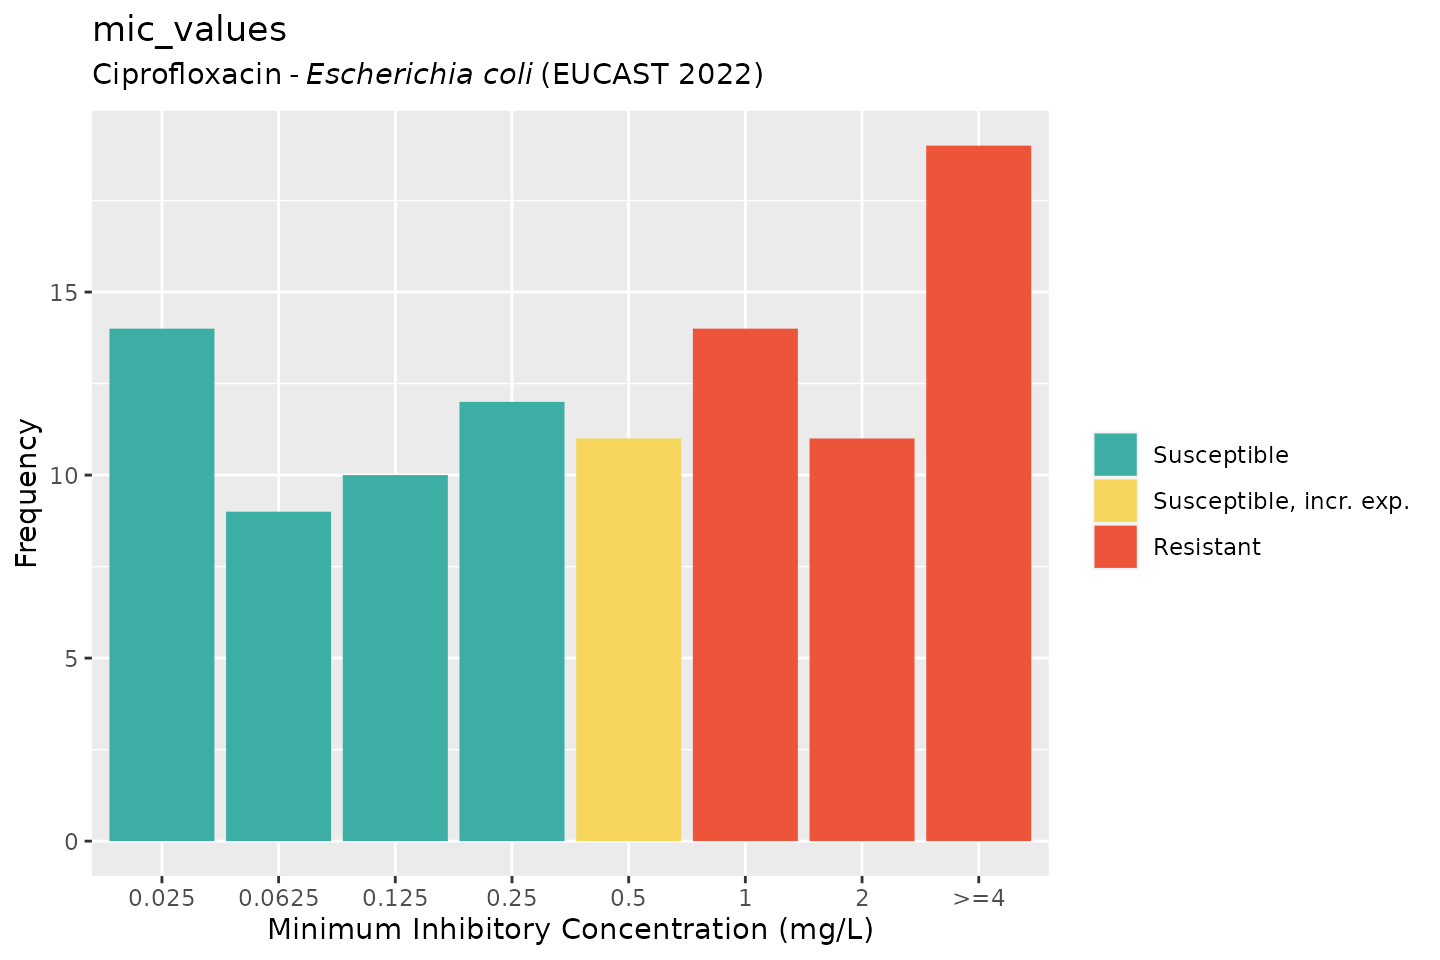 mic_values
Ciprofloxacin - Escherichia coli (EUCAST 2022)
Frequency
15
10
5
0
0.025 0.0625 0.125 0.25 0.5 1 2 >=4
Minimum Inhibitory Concentration (mg/L)
Susceptible
Susceptible, incr. exp.
Resistant